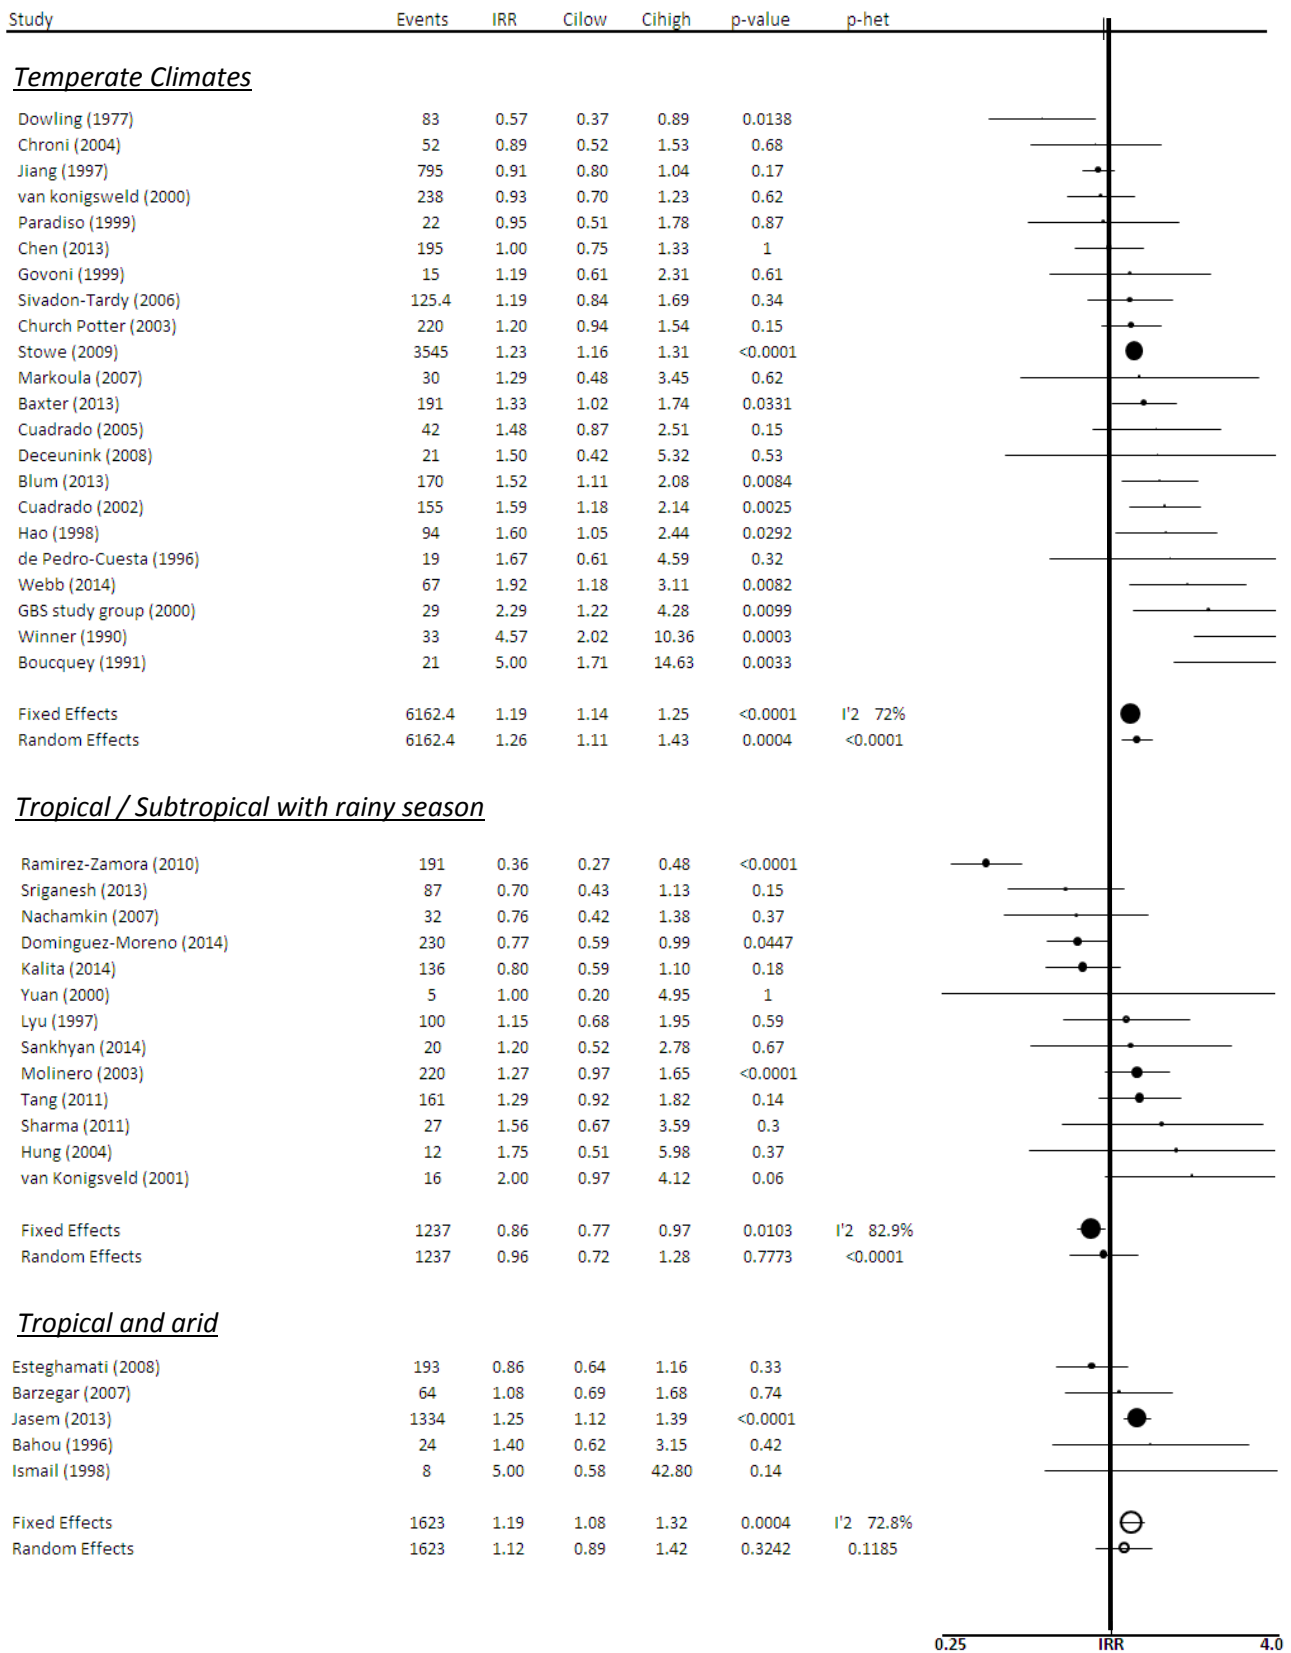 Study Events IRR Cilow Cihigh p-value p-het
Temperate Climates
Dowling (1977) 83 0.57 0.37 0.89 0.0138
Chroni (2004) 52 0.89 0.52 1.53 0.68
Jiang (1997) 795 0.91 0.80 1.04 0.17
van konigsweld (2000) 238 0.93 0.70 1.23 0.62
Paradiso (1999) 22 0.95 0.51 1.78 0.87
Chen (2013) 195 1.00 0.75 1.33 1
Govoni (1999) 15 1.19 0.61 2.31 0.61
Sivadon-Tardy (2006) 125.4 1.19 0.84 1.69 0.34
Church Potter (2003) 220 1.20 0.94 1.54 0.15
Stowe (2009) 3545 1.23 1.16 1.31 <0.0001
Markoula (2007) 30 1.29 0.48 3.45 0.62
Baxter (2013) 191 1.33 1.02 1.74 0.0331
Cuadrado (2005) 42 1.48 0.87 2.51 0.15
Deceunink (2008) 21 1.50 0.42 5.32 0.53
Blum (2013) 170 1.52 1.11 2.08 0.0084
Cuadrado (2002) 155 1.59 1.18 2.14 0.0025
Hao (1998) 94 1.60 1.05 2.44 0.0292
de Pedro-Cuesta (1996) 19 1.67 0.61 4.59 0.32
Webb (2014) 67 1.92 1.18 3.11 0.0082
GBS study group (2000) 29 2.29 1.22 4.28 0.0099
Winner (1990) 33 4.57 2.02 10.36 0.0003
Boucquey (1991) 21 5.00 1.71 14.63 0.0033
Fixed Effects 6162.4 1.19 1.14 1.25 <0.0001 I'2 72%
Random Effects 6162.4 1.26 1.11 1.43 0.0004 <0.0001
Tropical / Subtropical with rainy season
Ramirez-Zamora (2010) 191 0.36 0.27 0.48 <0.0001
Sriganesh (2013) 87 0.70 0.43 1.13 0.15
Nachamkin (2007) 32 0.76 0.42 1.38 0.37
Dominguez-Moreno (2014) 230 0.77 0.59 0.99 0.0447
Kalita (2014) 136 0.80 0.59 1.10 0.18
Yuan (2000) 5 1.00 0.20 4.95 1
Lyu (1997) 100 1.15 0.68 1.95 0.59
Sankhyan (2014) 20 1.20 0.52 2.78 0.67
Molinero (2003) 220 1.27 0.97 1.65 <0.0001
Tang (2011) 161 1.29 0.92 1.82 0.14
Sharma (2011) 27 1.56 0.67 3.59 0.3
Hung (2004) 12 1.75 0.51 5.98 0.37
van Konigsveld (2001) 16 2.00 0.97 4.12 0.06
Fixed Effects 1237 0.86 0.77 0.97 0.0103 I'2 82.9%
Random Effects 1237 0.96 0.72 1.28 0.7773 <0.0001
Tropical and arid
Esteghamati (2008) 193 0.86 0.64 1.16 0.33
Barzegar (2007) 64 1.08 0.69 1.68 0.74
Jasem (2013) 1334 1.25 1.12 1.39 <0.0001
Bahou (1996) 24 1.40 0.62 3.15 0.42
Ismail (1998) 8 5.00 0.58 42.80 0.14
Fixed Effects 1623 1.19 1.08 1.32 0.0004 I'2 72.8%
Random Effects 1623 1.12 0.89 1.42 0.3242 0.1185
0.25 IRR 4.0